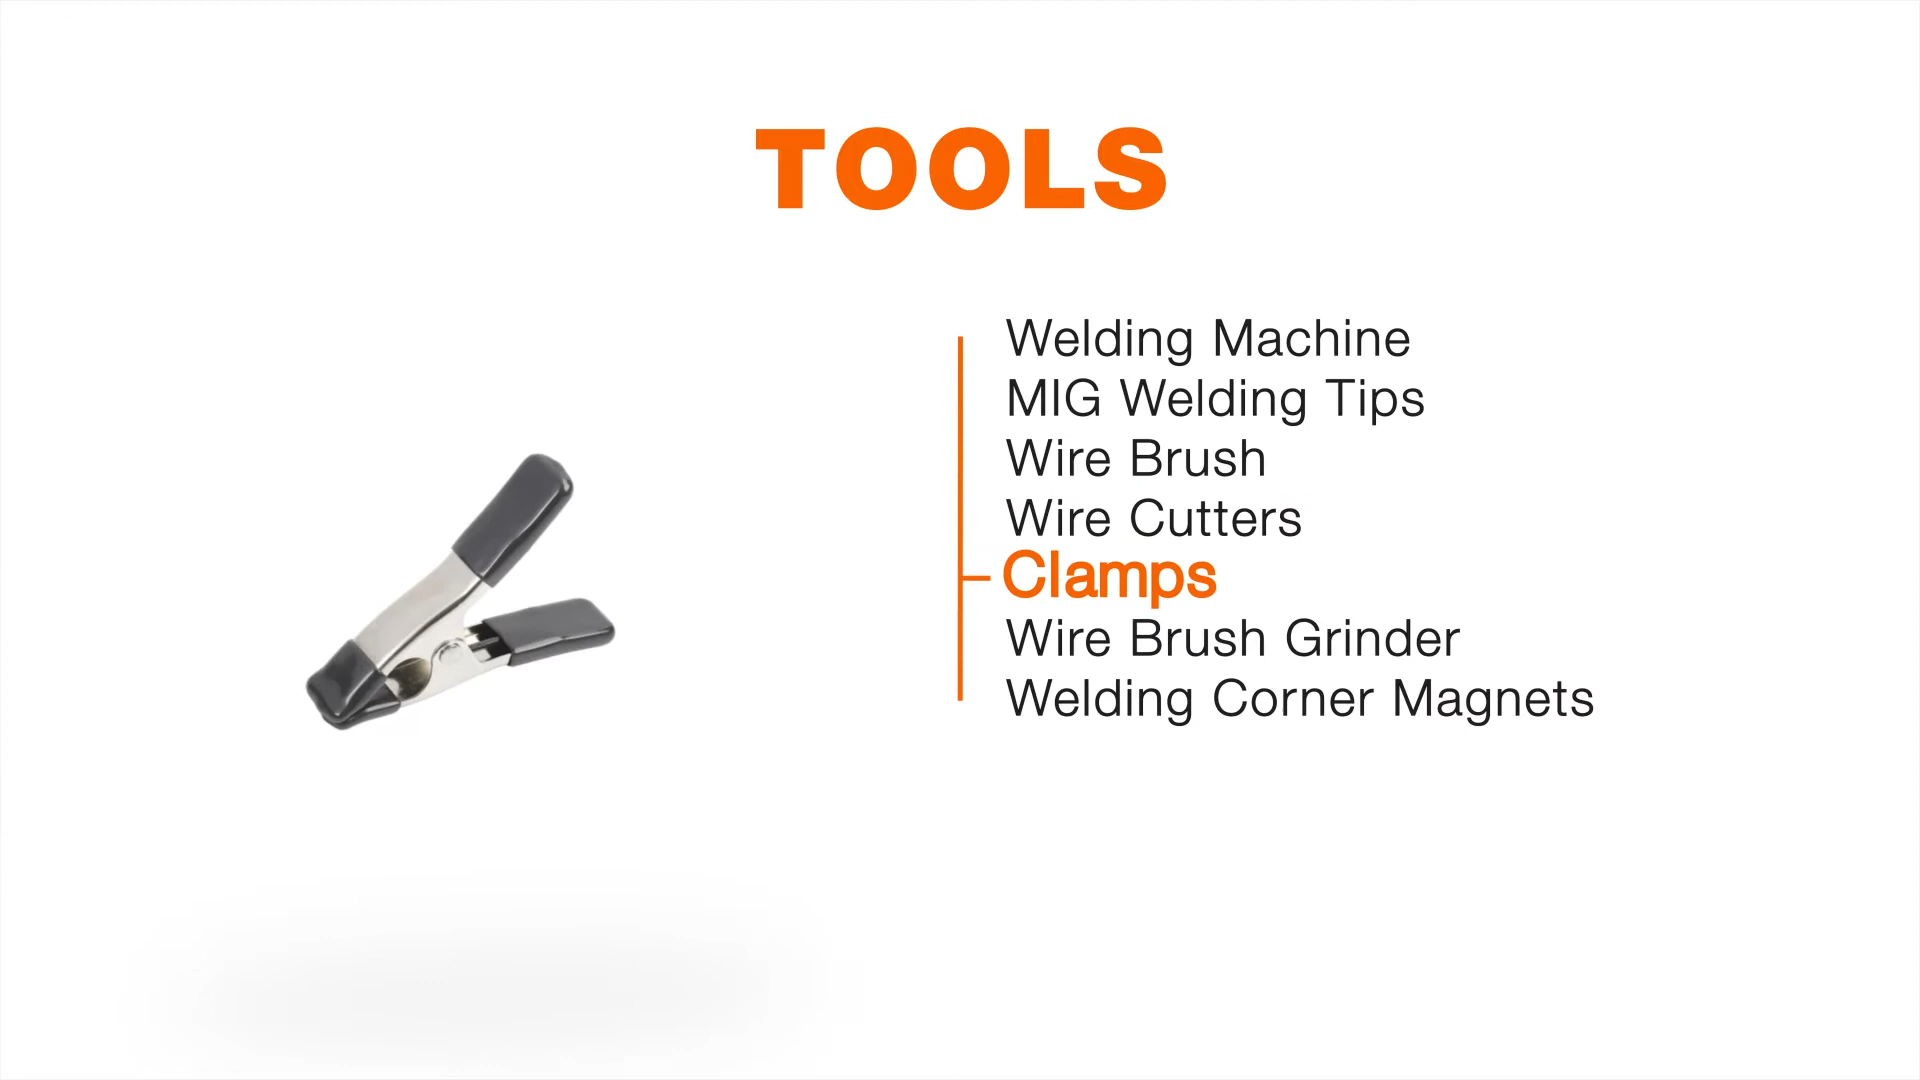 TOOLS
Welding Machine
MIG Welding Tips
Wire Brush
Wire Cutters
Clamps
Wire Brush Grinder
Welding Corner Magnets